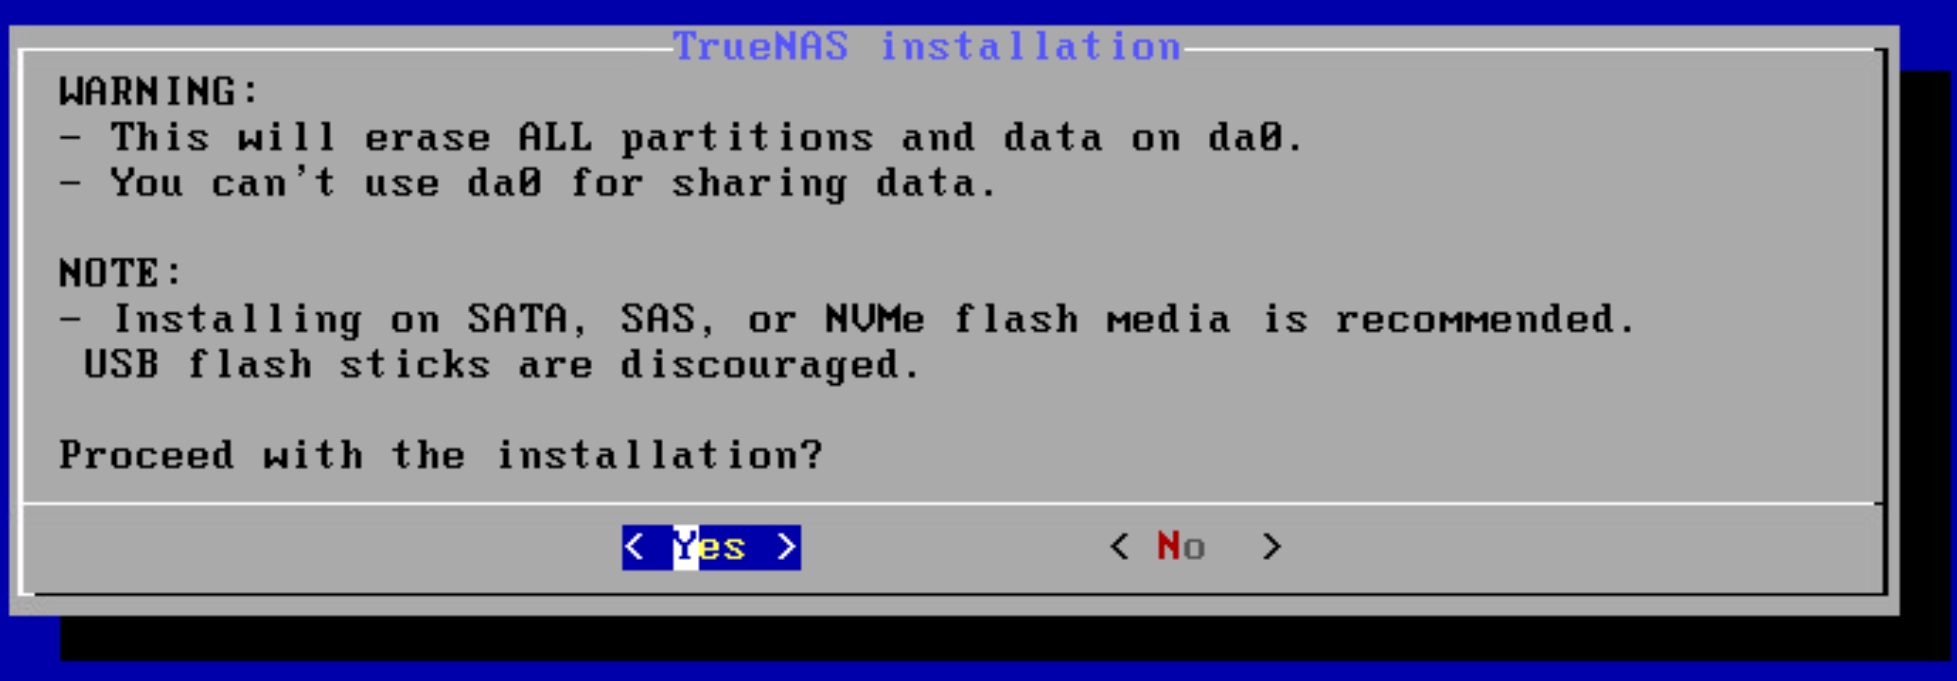 TrueNAS installation
WARNING:
- This will erase ALL partitions and data on da0.
- You can't use da0 for sharing data.
NOTE:
- Installing on SATA, SAS, or NVMe flash media is recommended.
USB flash sticks are discouraged.
Proceed with the installation?
< Yes > < No >